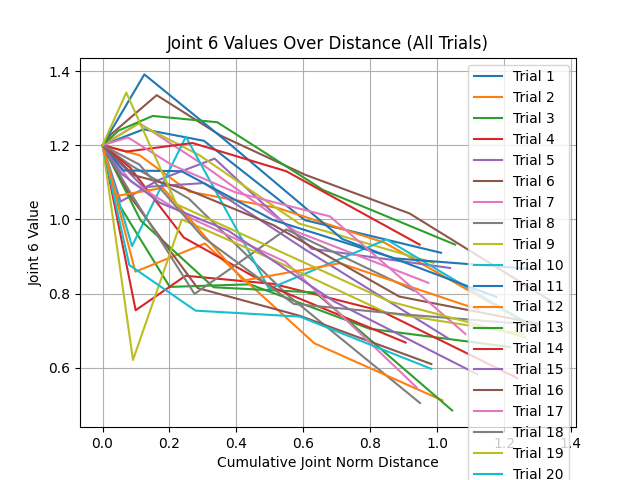 Joint 6 Values Over Distance (All Trials)
Joint 6 Value
1.4
1.2
1.0
0.8
0.6
0.0 0.2 0.4 0.6 0.8 1.0 1.2 1.4
Cumulative Joint Norm Distance
Trial 1
Trial 2
Trial 3
Trial 4
Trial 5
Trial 6
Trial 7
Trial 8
Trial 9
Trial 10
Trial 11
Trial 12
Trial 13
Trial 14
Trial 15
Trial 16
Trial 17
Trial 18
Trial 19
Trial 20